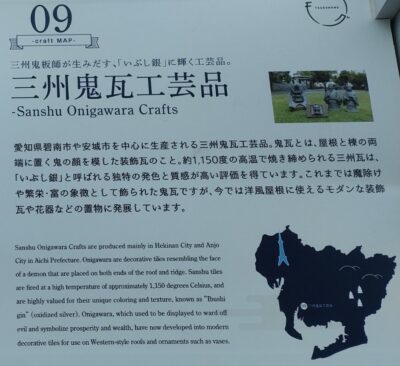 TSUKUMONO
09
-craft MAP-
三州鬼板師が生みだす、「いぶし銀」に輝く工芸品。
三州鬼瓦工芸品
-Sanshu Onigawara Crafts
愛知県碧南市や安城市を中心に生産される三州鬼瓦工芸品。鬼瓦とは、屋根と棟の両
端に置く鬼の顔を模した装飾瓦のこと。約1,150度の高温で焼き締められる三州瓦は、
「いぶし銀」と呼ばれる独特の発色と質感が高い評価を得ています。これまでは魔除け
や繁栄・富の象徴として飾られた鬼瓦ですが、今では洋風屋根に使えるモダンな装飾
瓦や花器などの置物に発展しています。
Sanshu Onigawara Crafts are produced mainly in Hekinan City and Anjo
City in Aichi Prefecture. Onigawara are decorative tiles resembling the face
of a demon that are placed on both ends of the roof and ridge. Sanshu tiles
are fired at a high temperature of approximately 1,150 degrees Celsius, and
are highly valued for their unique coloring and texture, known as "Ibushi
gin" (oxidized silver). Onigawara, which used to be displayed to ward off
evil and symbolize prosperity and wealth, have now developed into modern
decorative tiles for use on Western-style roofs and ornaments such as vases.